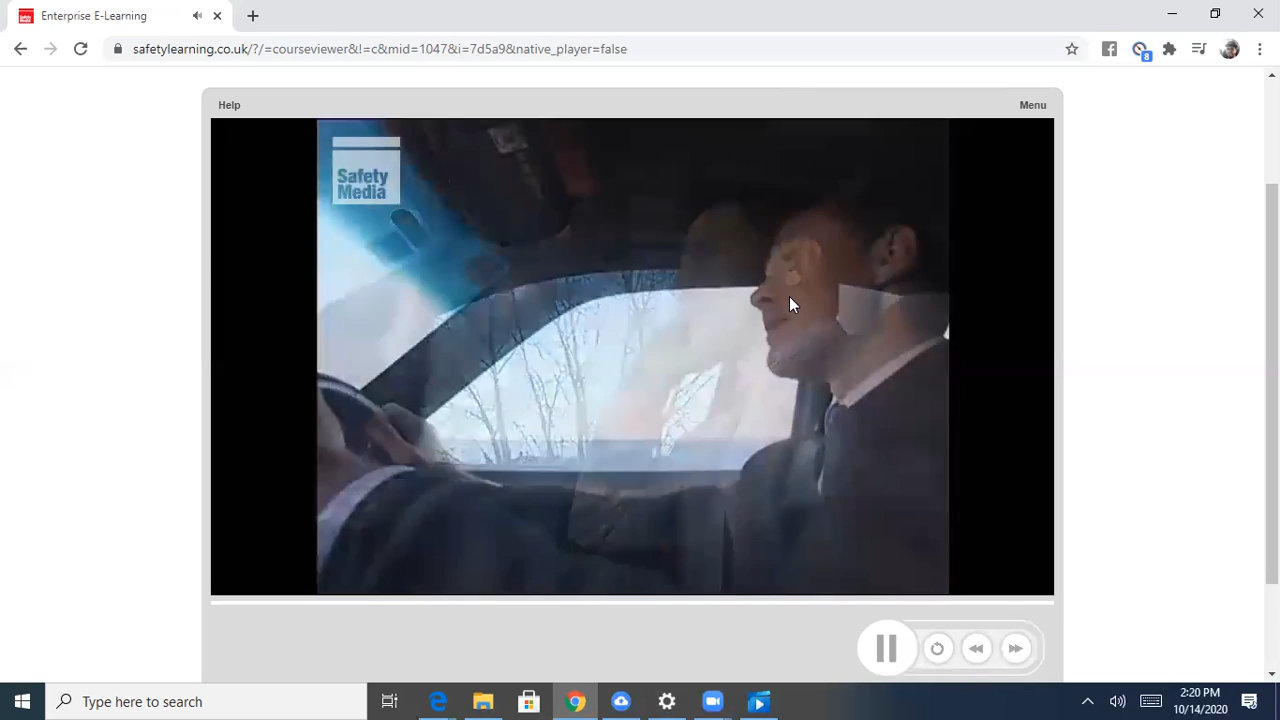 Enterprise E-Learning
safetylearning.co.uk/?/=courseviewer&!=c&mid=1047&i=7d5a9&native_player=false
8
Help
Menu
Safety
Media
Type here to search
2:20 PM
10/14/2020